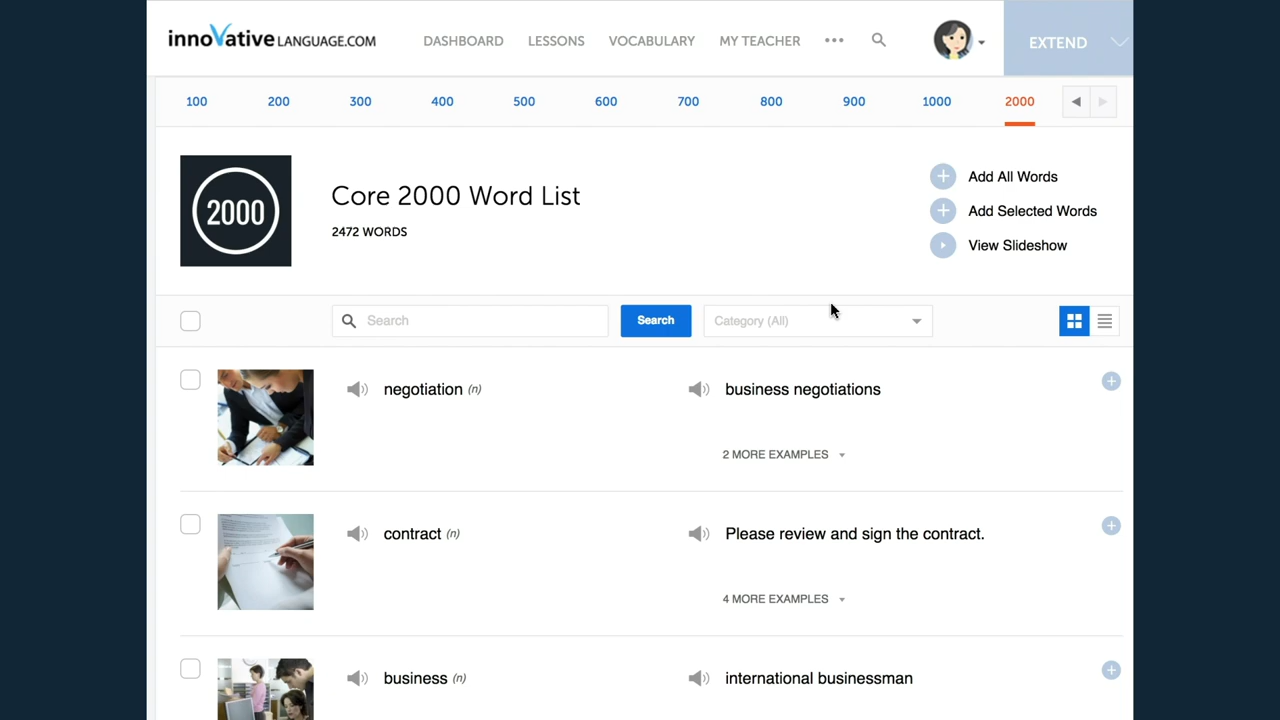 innoVative LANGUAGE.COM
DASHBOARD LESSONS VOCABULARY MY TEACHER EXTEND
100 200 300 400 500 600 700 800 900 1000 2000
2000
Core 2000 Word List
2472 WORDS
Add All Words
Add Selected Words
View Slideshow
Search Search Category (All)
negotiation (n) business negotiations
2 MORE EXAMPLES
contract (n) Please review and sign the contract.
4 MORE EXAMPLES
business (n) international businessman